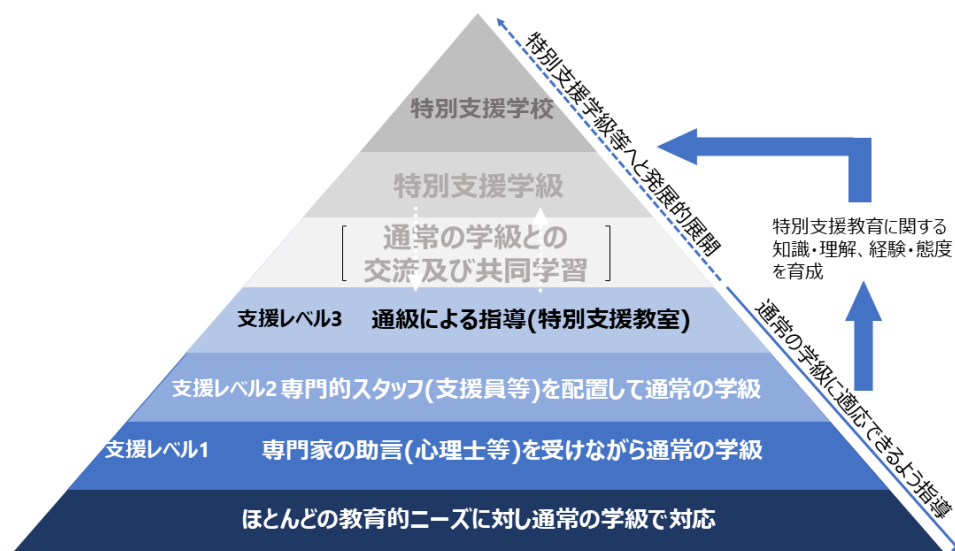 特別支援学校
特別支援学級
通常の学級との
交流及び共同学習
支援レベル3 通級による指導(特別支援教室)
支援レベル2 専門的スタッフ(支援員等)を配置して通常の学級
支援レベル1 専門家の助言(心理士等)を受けながら通常の学級
ほとんどの教育的ニーズに対し通常の学級で対応
特別支援学級等へと発展的展開
通常の学級に適応できるよう指導
特別支援教育に関する
知識・理解、経験・態度
を育成